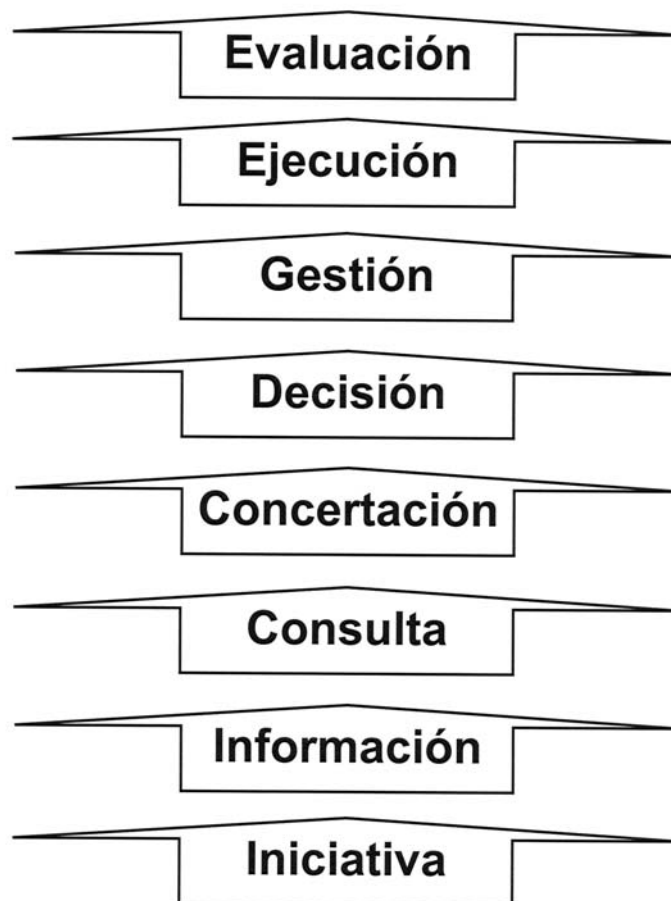 Evaluación
Ejecución
Gestión
Decisión
Concertación
Consulta
Información
Iniciativa